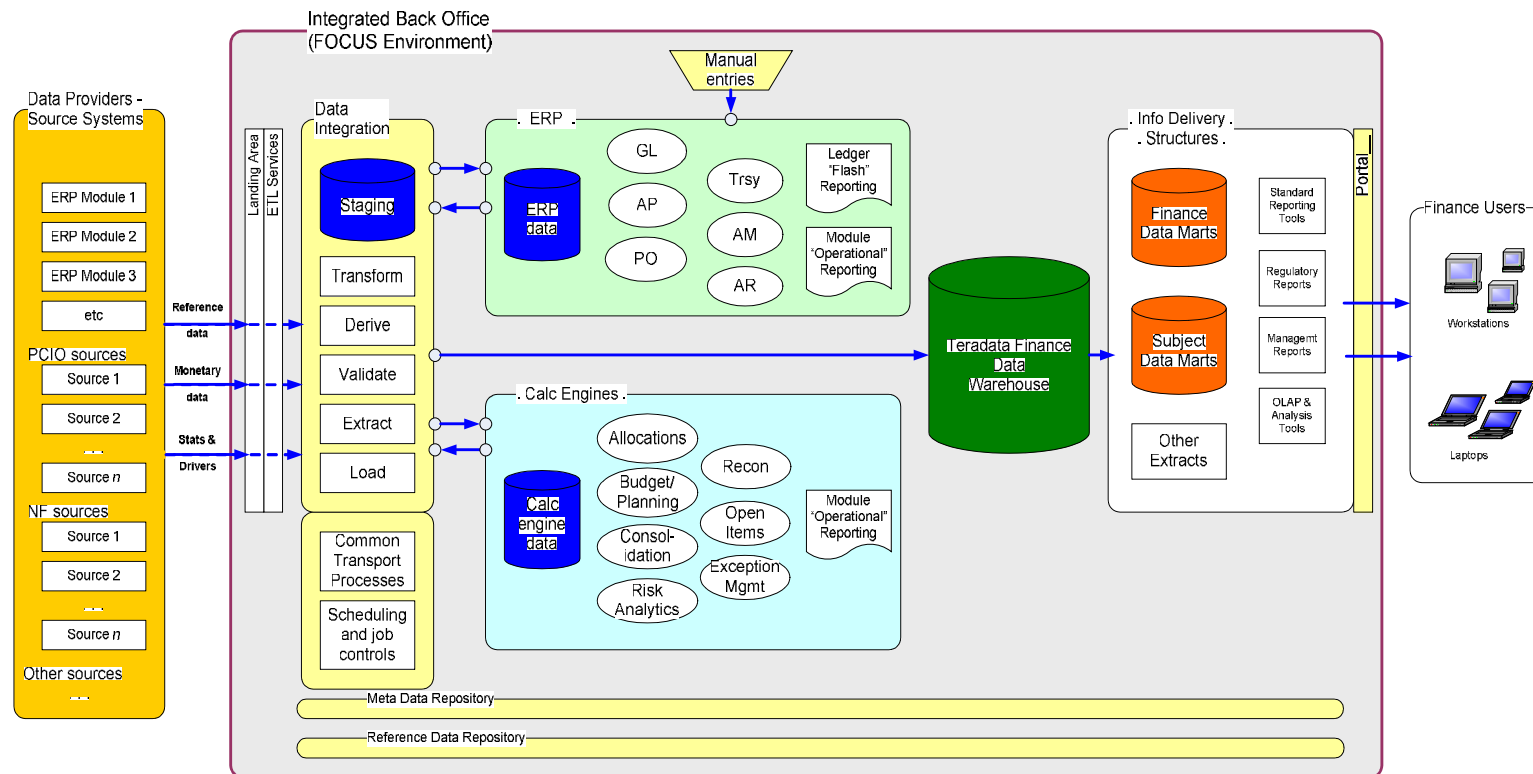 Integrated Back Office
(FOCUS Environment)
Data Providers -
Source Systems
ERP Module 1
ERP Module 2
ERP Module 3
etc
PCIO sources
Source 1
Source 2
...
Source n
NF sources
Source 1
Source 2
...
Source n
Other sources
...
Reference
data
Monetary
data
Stats &
Drivers
Landing Area
ETL Services
Data
Integration
Staging
Transform
Derive
Validate
Extract
Load
Common
Transport
Processes
Scheduling
and job
controls
Manual
entries
. ERP .
ERP
data
GL
AP
PO
Trsy
AM
AR
Ledger
"Flash"
Reporting
Module
"Operational"
Reporting
. Calc Engines .
Calc
engine
data
Allocations
Budget/
Planning
Consol-
idation
Risk
Analytics
Recon
Open
Items
Exception
Mgmt
Module
"Operational"
Reporting
Teradata Finance
Data
Warehouse
. Info Delivery .
. Structures .
Finance
Data Marts
Subject
Data Marts
Other
Extracts
Standard
Reporting
Tools
Regulatory
Reports
Managemt
Reports
OLAP &
Analysis
Tools
Portal
Finance Users
Workstations
Laptops
Meta Data Repository
Reference Data Repository